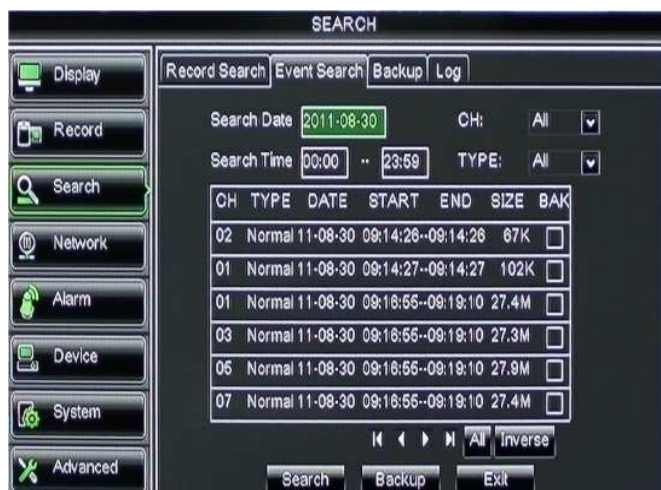 SEARCH
Display
Record
Search
Network
Alarm
Device
System
Advanced
Record Search Event Search Backup Log
Search Date 2011-08-30 CH: All
Search Time 00:00 -- 23:59 TYPE: All
CH TYPE DATE START END SIZE BAK
02 Normal 11-08-30 09:14:26--09:14:26 67K
01 Normal 11-08-30 09:14:27--09:14:27 102K
01 Normal 11-08-30 09:16:55--09:19:10 27.4M
03 Normal 11-08-30 09:16:55--09:19:10 27.3M
05 Normal 11-08-30 09:16:55--09:19:10 27.9M
07 Normal 11-08-30 09:16:55--09:19:10 27.4M
All Inverse
Search Backup Exit